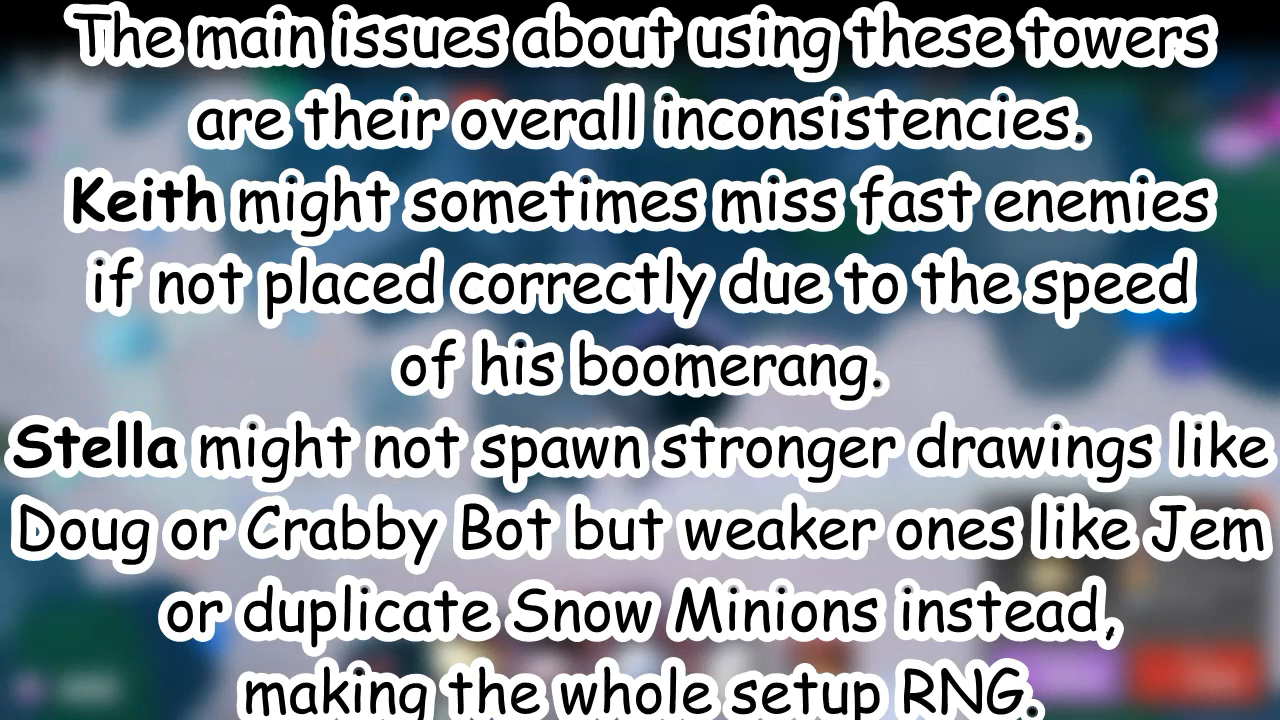 The main issues about using these towers
are their overall inconsistencies.
Keith might sometimes miss fast enemies
if not placed correctly due to the speed
of his boomerang.
Stella might not spawn stronger drawings like
Doug or Crabby Bot but weaker ones like Jem
or duplicate Snow Minions instead,
making the whole setup RNG.